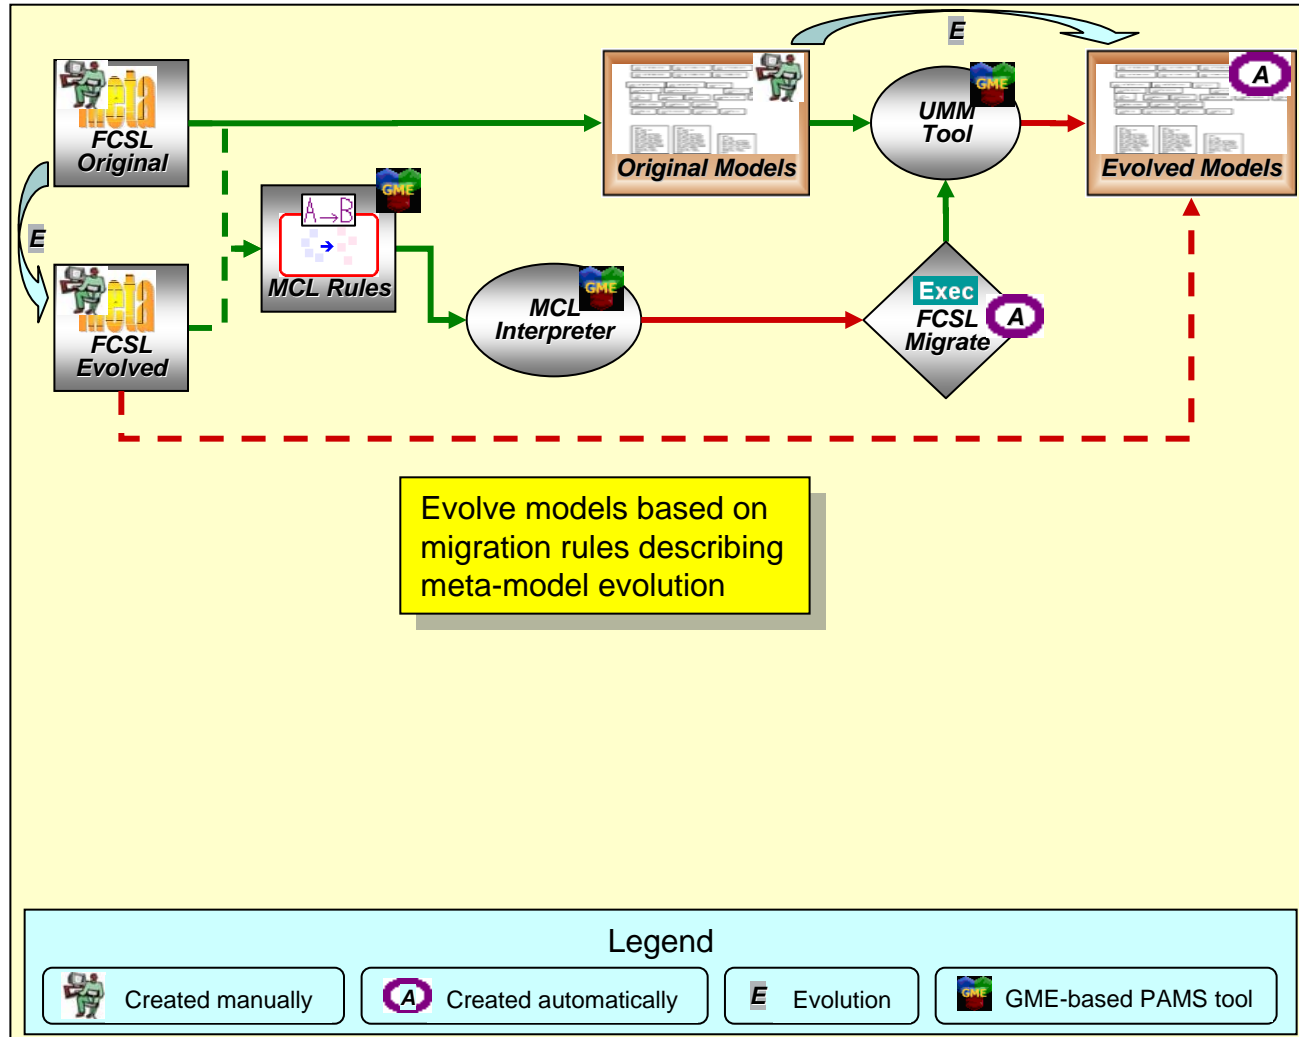 E
meta
FCSL
Original
Original Models
GME
UMM
Tool
A
Evolved Models
E
A→B
GME
MCL Rules
meta
FCSL
Evolved
GME
MCL
Interpreter
Exec
FCSL
Migrate
A
Evolve models based on
migration rules describing
meta-model evolution
Legend
Created manually
A Created automatically
E Evolution
GME GME-based PAMS tool